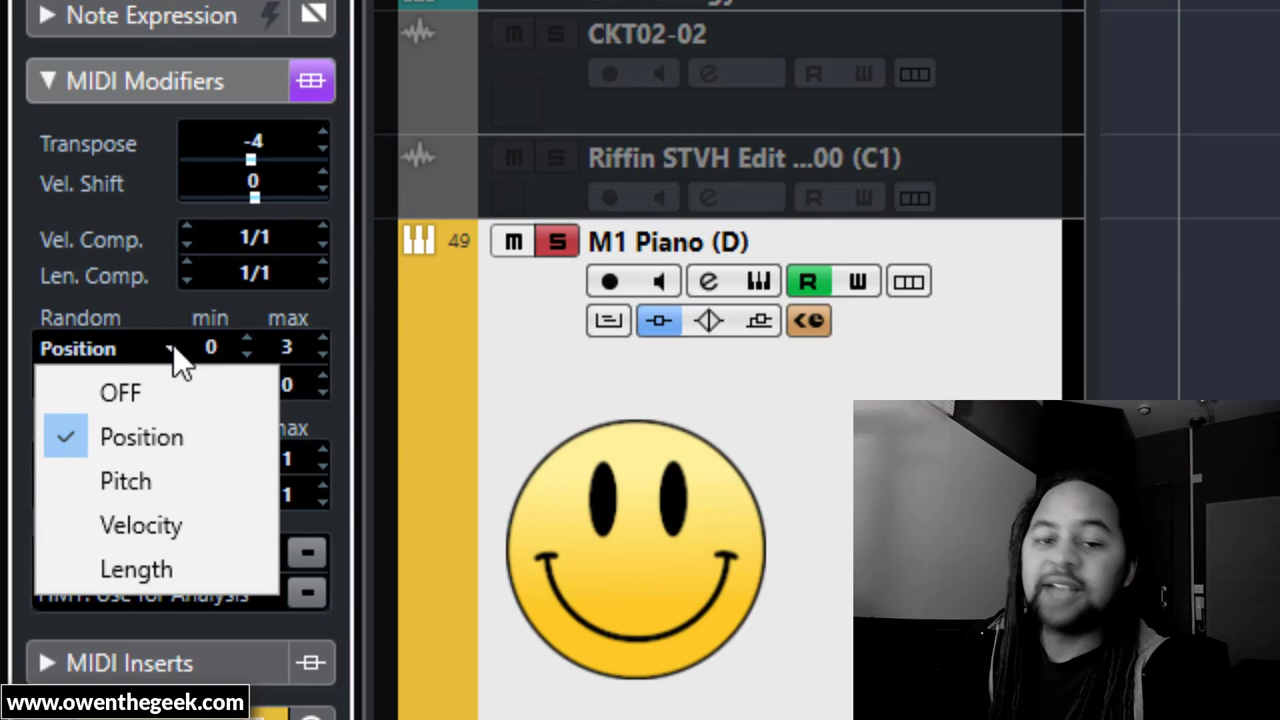 Note Expression
CKT02-02
MIDI Modifiers
Transpose -4
Vel. Shift 0
Riffin STVH Edit ...00 (C1)
Vel. Comp. 1/1
Len. Comp. 1/1
49 M S M1 Piano (D)
R W
Random min max
Position 0 3
0
OFF
Position
Pitch
Velocity
Length
1
1
MIDI Inserts
www.owenthegeek.com